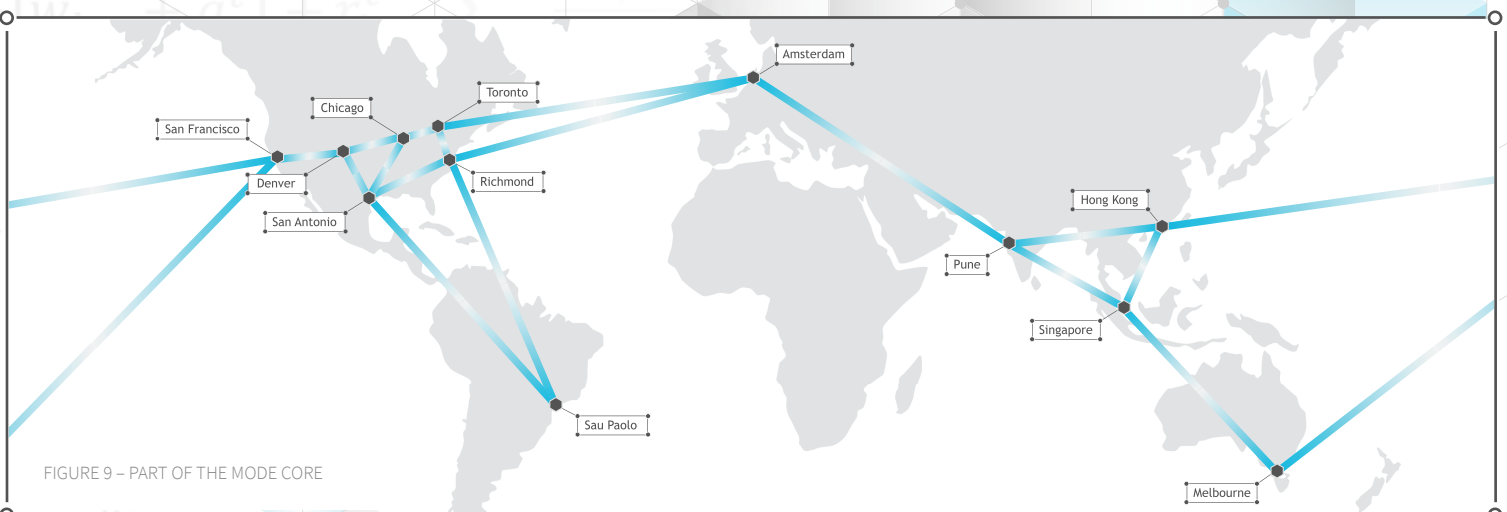 Amsterdam
Toronto
Chicago
San Francisco
Denver
Richmond
San Antonio
Hong Kong
Pune
Singapore
Sau Paolo
FIGURE 9 – PART OF THE MODE CORE
Melbourne